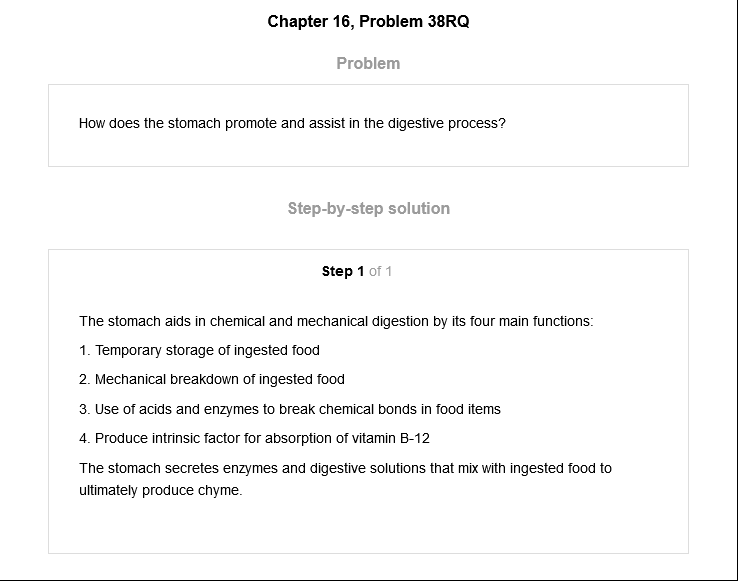 Chapter 16, Problem 38RQ
Problem
How does the stomach promote and assist in the digestive process?
Step-by-step solution
Step 1 of 1
The stomach aids in chemical and mechanical digestion by its four main functions:
1. Temporary storage of ingested food
2. Mechanical breakdown of ingested food
3. Use of acids and enzymes to break chemical bonds in food items
4. Produce intrinsic factor for absorption of vitamin B-12
The stomach secretes enzymes and digestive solutions that mix with ingested food to
ultimately produce chyme.